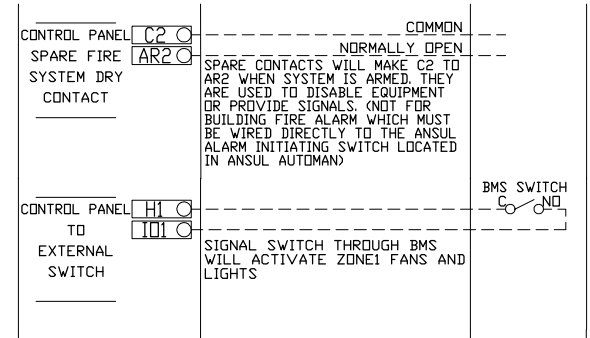 COMMON
CONTROL PANEL C2
NORMALLY OPEN
SPARE FIRE AR2
SYSTEM DRY
CONTACT
SPARE CONTACTS WILL MAKE C2 TO
AR2 WHEN SYSTEM IS ARMED. THEY
ARE USED TO DISABLE EQUIPMENT
OR PROVIDE SIGNALS. (NOT FOR
BUILDING FIRE ALARM WHICH MUST
BE WIRED DIRECTLY TO THE ANSUL
ALARM INITIATING SWITCH LOCATED
IN ANSUL AUTOMAN)
BMS SWITCH
C NO
CONTROL PANEL H1
TO IO1
EXTERNAL
SWITCH
SIGNAL SWITCH THROUGH BMS
WILL ACTIVATE ZONE1 FANS AND
LIGHTS